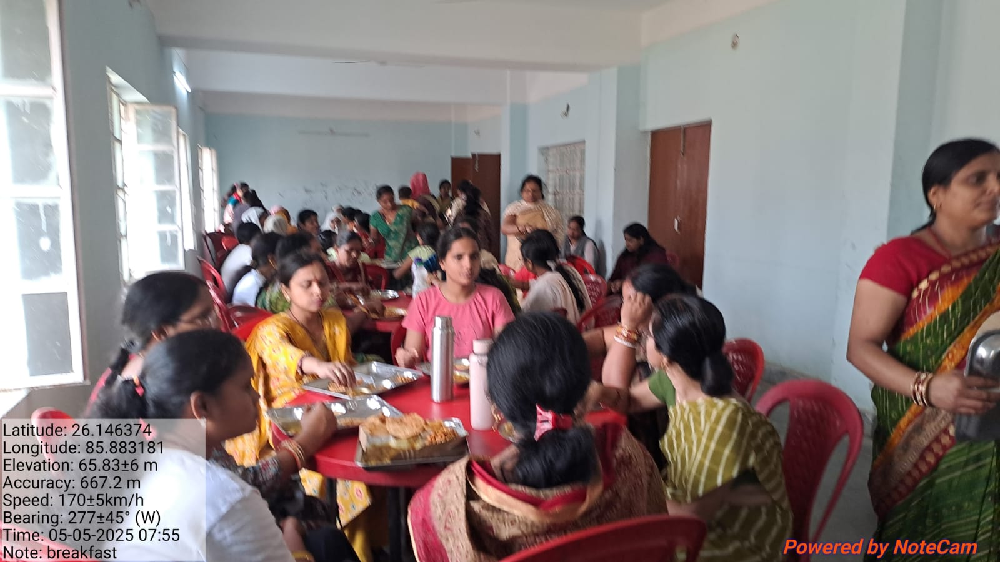 Latitude: 26.146374
Longitude: 85.883181
Elevation: 65.83±6 m
Accuracy: 667.2 m
Speed: 170±5km/h
Bearing: 277±45° (W)
Time: 05-05-2025 07:55
Note: breakfast
Powered by NoteCam